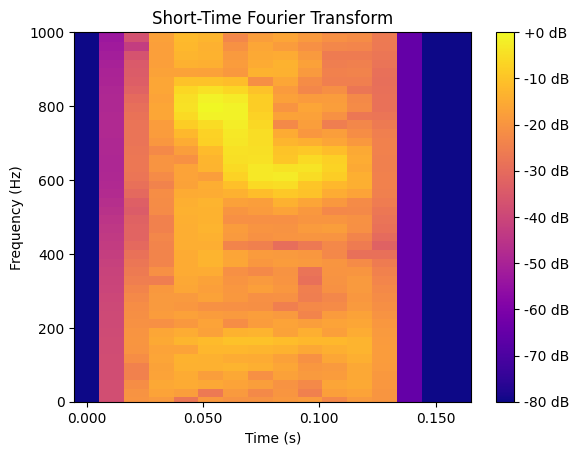 Short-Time Fourier Transform
Frequency (Hz)
1000
800
600
400
200
0
0.000
0.050
0.100
0.150
Time (s)
+0 dB
-10 dB
-20 dB
-30 dB
-40 dB
-50 dB
-60 dB
-70 dB
-80 dB